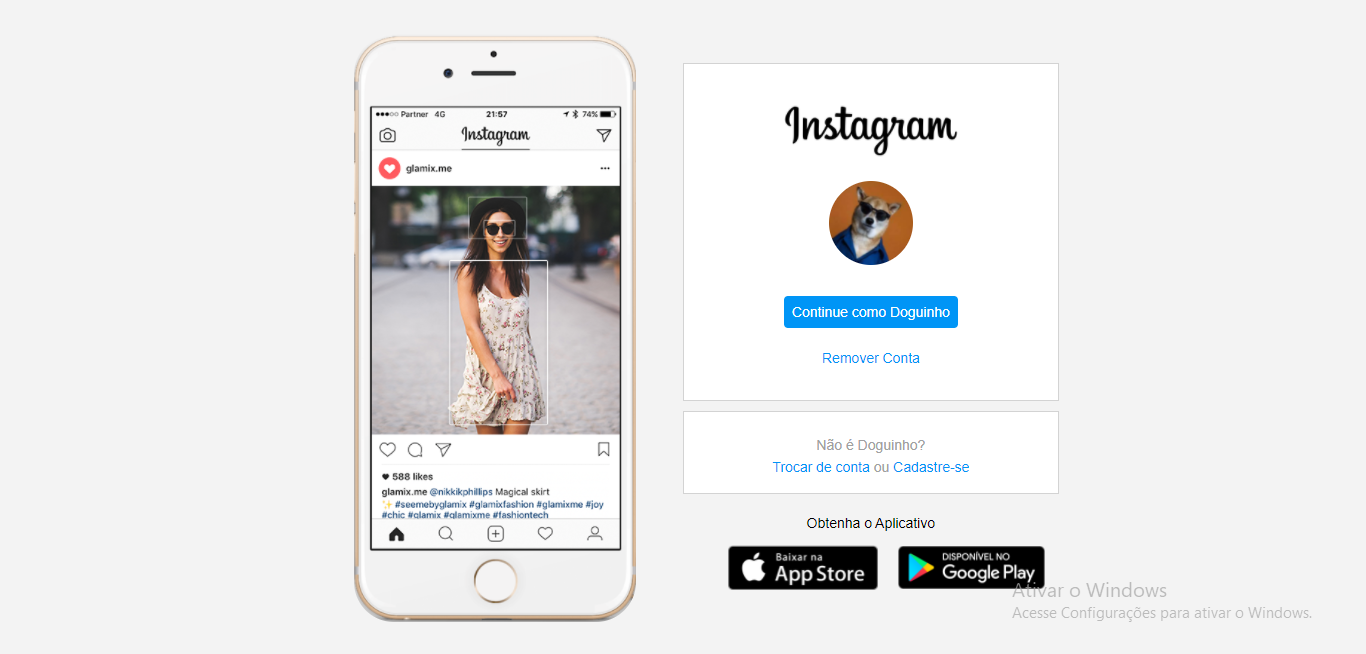 Partner 4G 21:57 74%
Instagram
glamix.me
588 likes
glamix.me @nikkikphillips Magical skirt
✨ #seemebyglamix #glamixfashion #glamixme #joy
#chic #glamix #glamixme #fashiontech
Instagram
Continue como Doguinho
Remover Conta
Não é Doguinho?
Trocar de conta ou Cadastre-se
Obtenha o Aplicativo
Baixar na
App Store
DISPONÍVEL NO
Google Play
Ativar o Windows
Acesse Configurações para ativar o Windows.